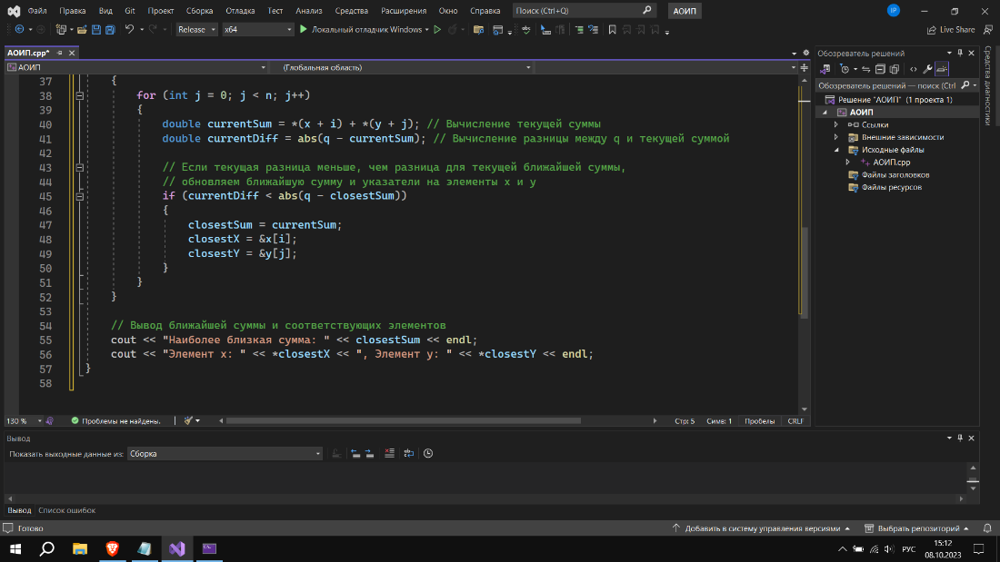 Файл Правка Вид Git Проект Сборка Отладка Тест Анализ Средства Расширения Окно Справка Поиск (Ctrl+Q) АОИП IP
Release x64 Локальный отладчик Windows Live Share
АОИП.cpp*
АОИП (Глобальная область)
37 {
38 for (int j = 0; j < n; j++)
39 {
40 double currentSum = *(x + i) + *(y + j); // Вычисление текущей суммы
41 double currentDiff = abs(q - currentSum); // Вычисление разницы между q и текущей суммой
42
43 // Если текущая разница меньше, чем разница для текущей ближайшей суммы,
44 // обновляем ближайшую сумму и указатели на элементы x и y
45 if (currentDiff < abs(q - closestSum))
46 {
47 closestSum = currentSum;
48 closestX = &x[i];
49 closestY = &y[j];
50 }
51 }
52 }
53
54 // Вывод ближайшей суммы и соответствующих элементов
55 cout << "Наиболее близкая сумма: " << closestSum << endl;
56 cout << "Элемент x: " << *closestX << ", Элемент y: " << *closestY << endl;
57 }
58
130 % Проблемы не найдены. Стр: 5 Симв: 1 Пробелы CRLF
Обозреватель решений
Обозреватель решений — поиск (Ctrl
Решение "АОИП" (1 проекта 1)
АОИП
Ссылки
Внешние зависимости
Исходные файлы
АОИП.cpp
Файлы заголовков
Файлы ресурсов
Средства диагностики
Вывод
Показать выходные данные из: Сборка
Вывод Список ошибок
Готово Добавить в систему управления версиями Выбрать репозиторий
РУС 15:12
08.10.2023